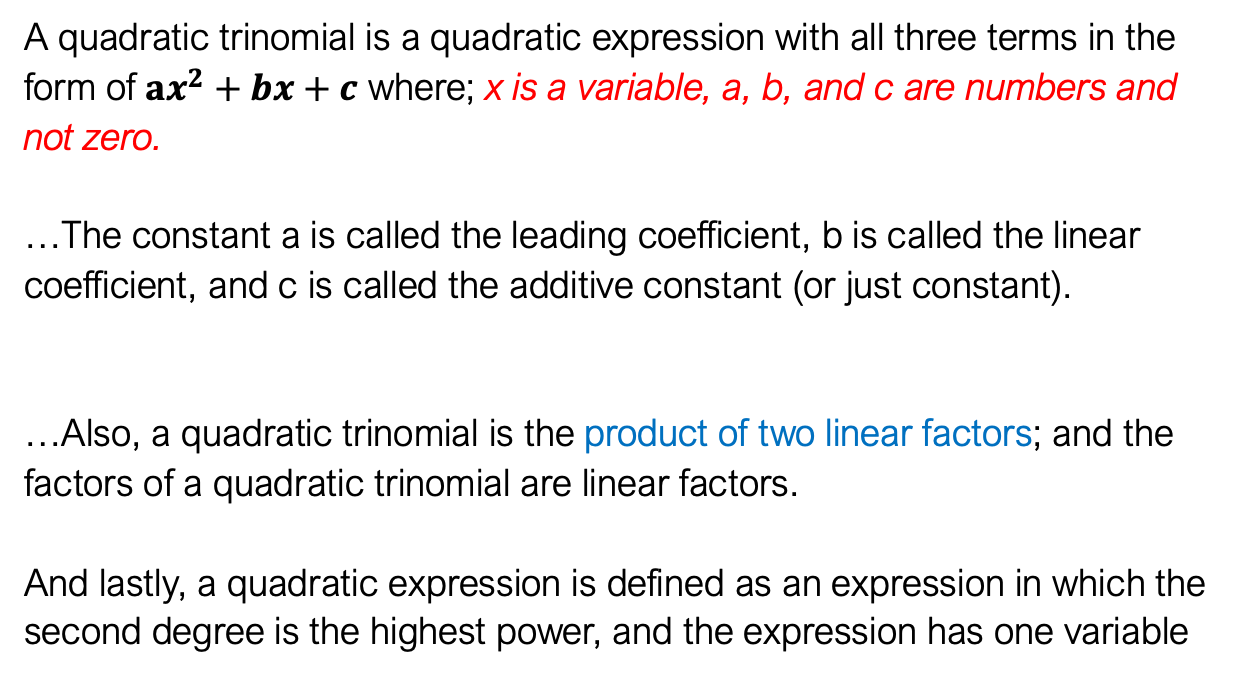 A quadratic trinomial is a quadratic expression with all three terms in the
form of ax² + bx + c where; x is a variable, a, b, and c are numbers and
not zero.
…The constant a is called the leading coefficient, b is called the linear
coefficient, and c is called the additive constant (or just constant).
…Also, a quadratic trinomial is the product of two linear factors; and the
factors of a quadratic trinomial are linear factors.
And lastly, a quadratic expression is defined as an expression in which the
second degree is the highest power, and the expression has one variable